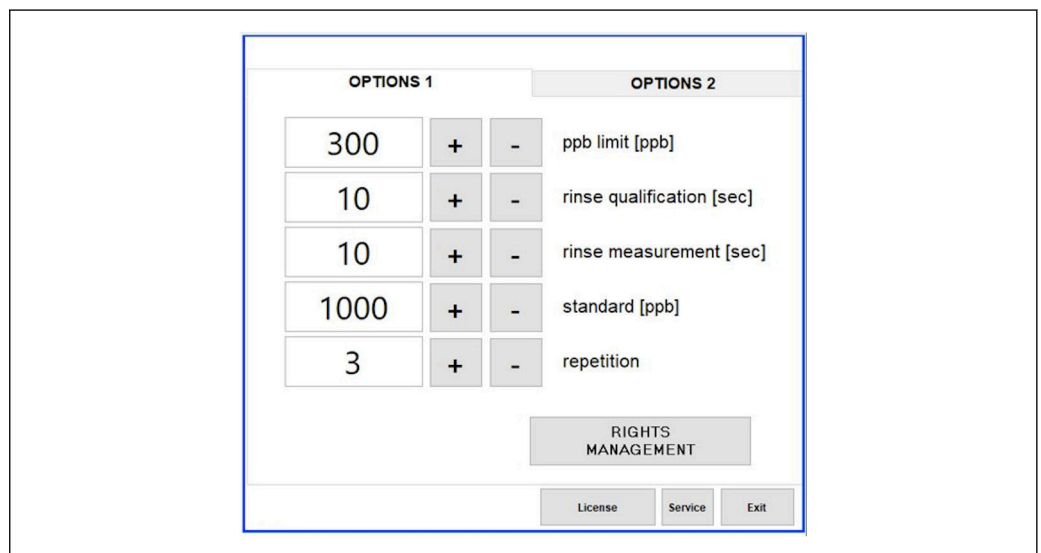 OPTIONS 1 OPTIONS 2
300 + - ppb limit [ppb]
10 + - rinse qualification [sec]
10 + - rinse measurement [sec]
1000 + - standard [ppb]
3 + - repetition
RIGHTS
MANAGEMENT
License Service Exit